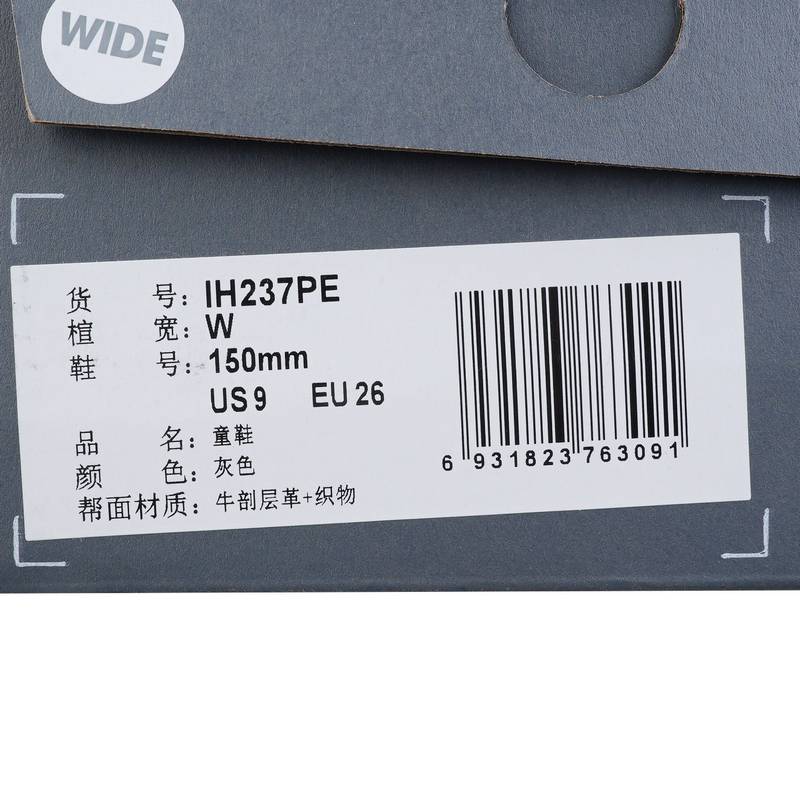 WIDE
货 号：IH237PE
楦 宽：W
鞋 号：150mm
US 9 EU 26
品 名：童鞋
颜 色：灰色
帮面材质：牛剖层革+织物
6 931823 763091